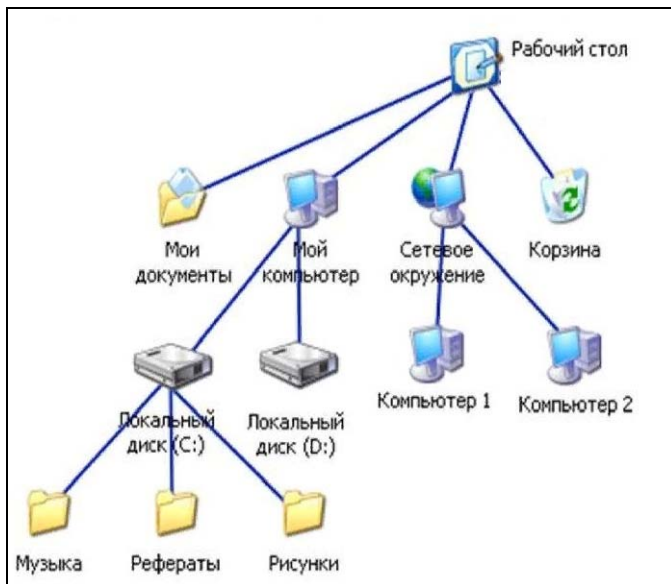 Рабочий стол
Мои
документы
Мой
компьютер
Сетевое
окружение
Корзина
Локальный
диск (C:)
Локальный
диск (D:)
Компьютер 1
Компьютер 2
Музыка
Рефераты
Рисунки